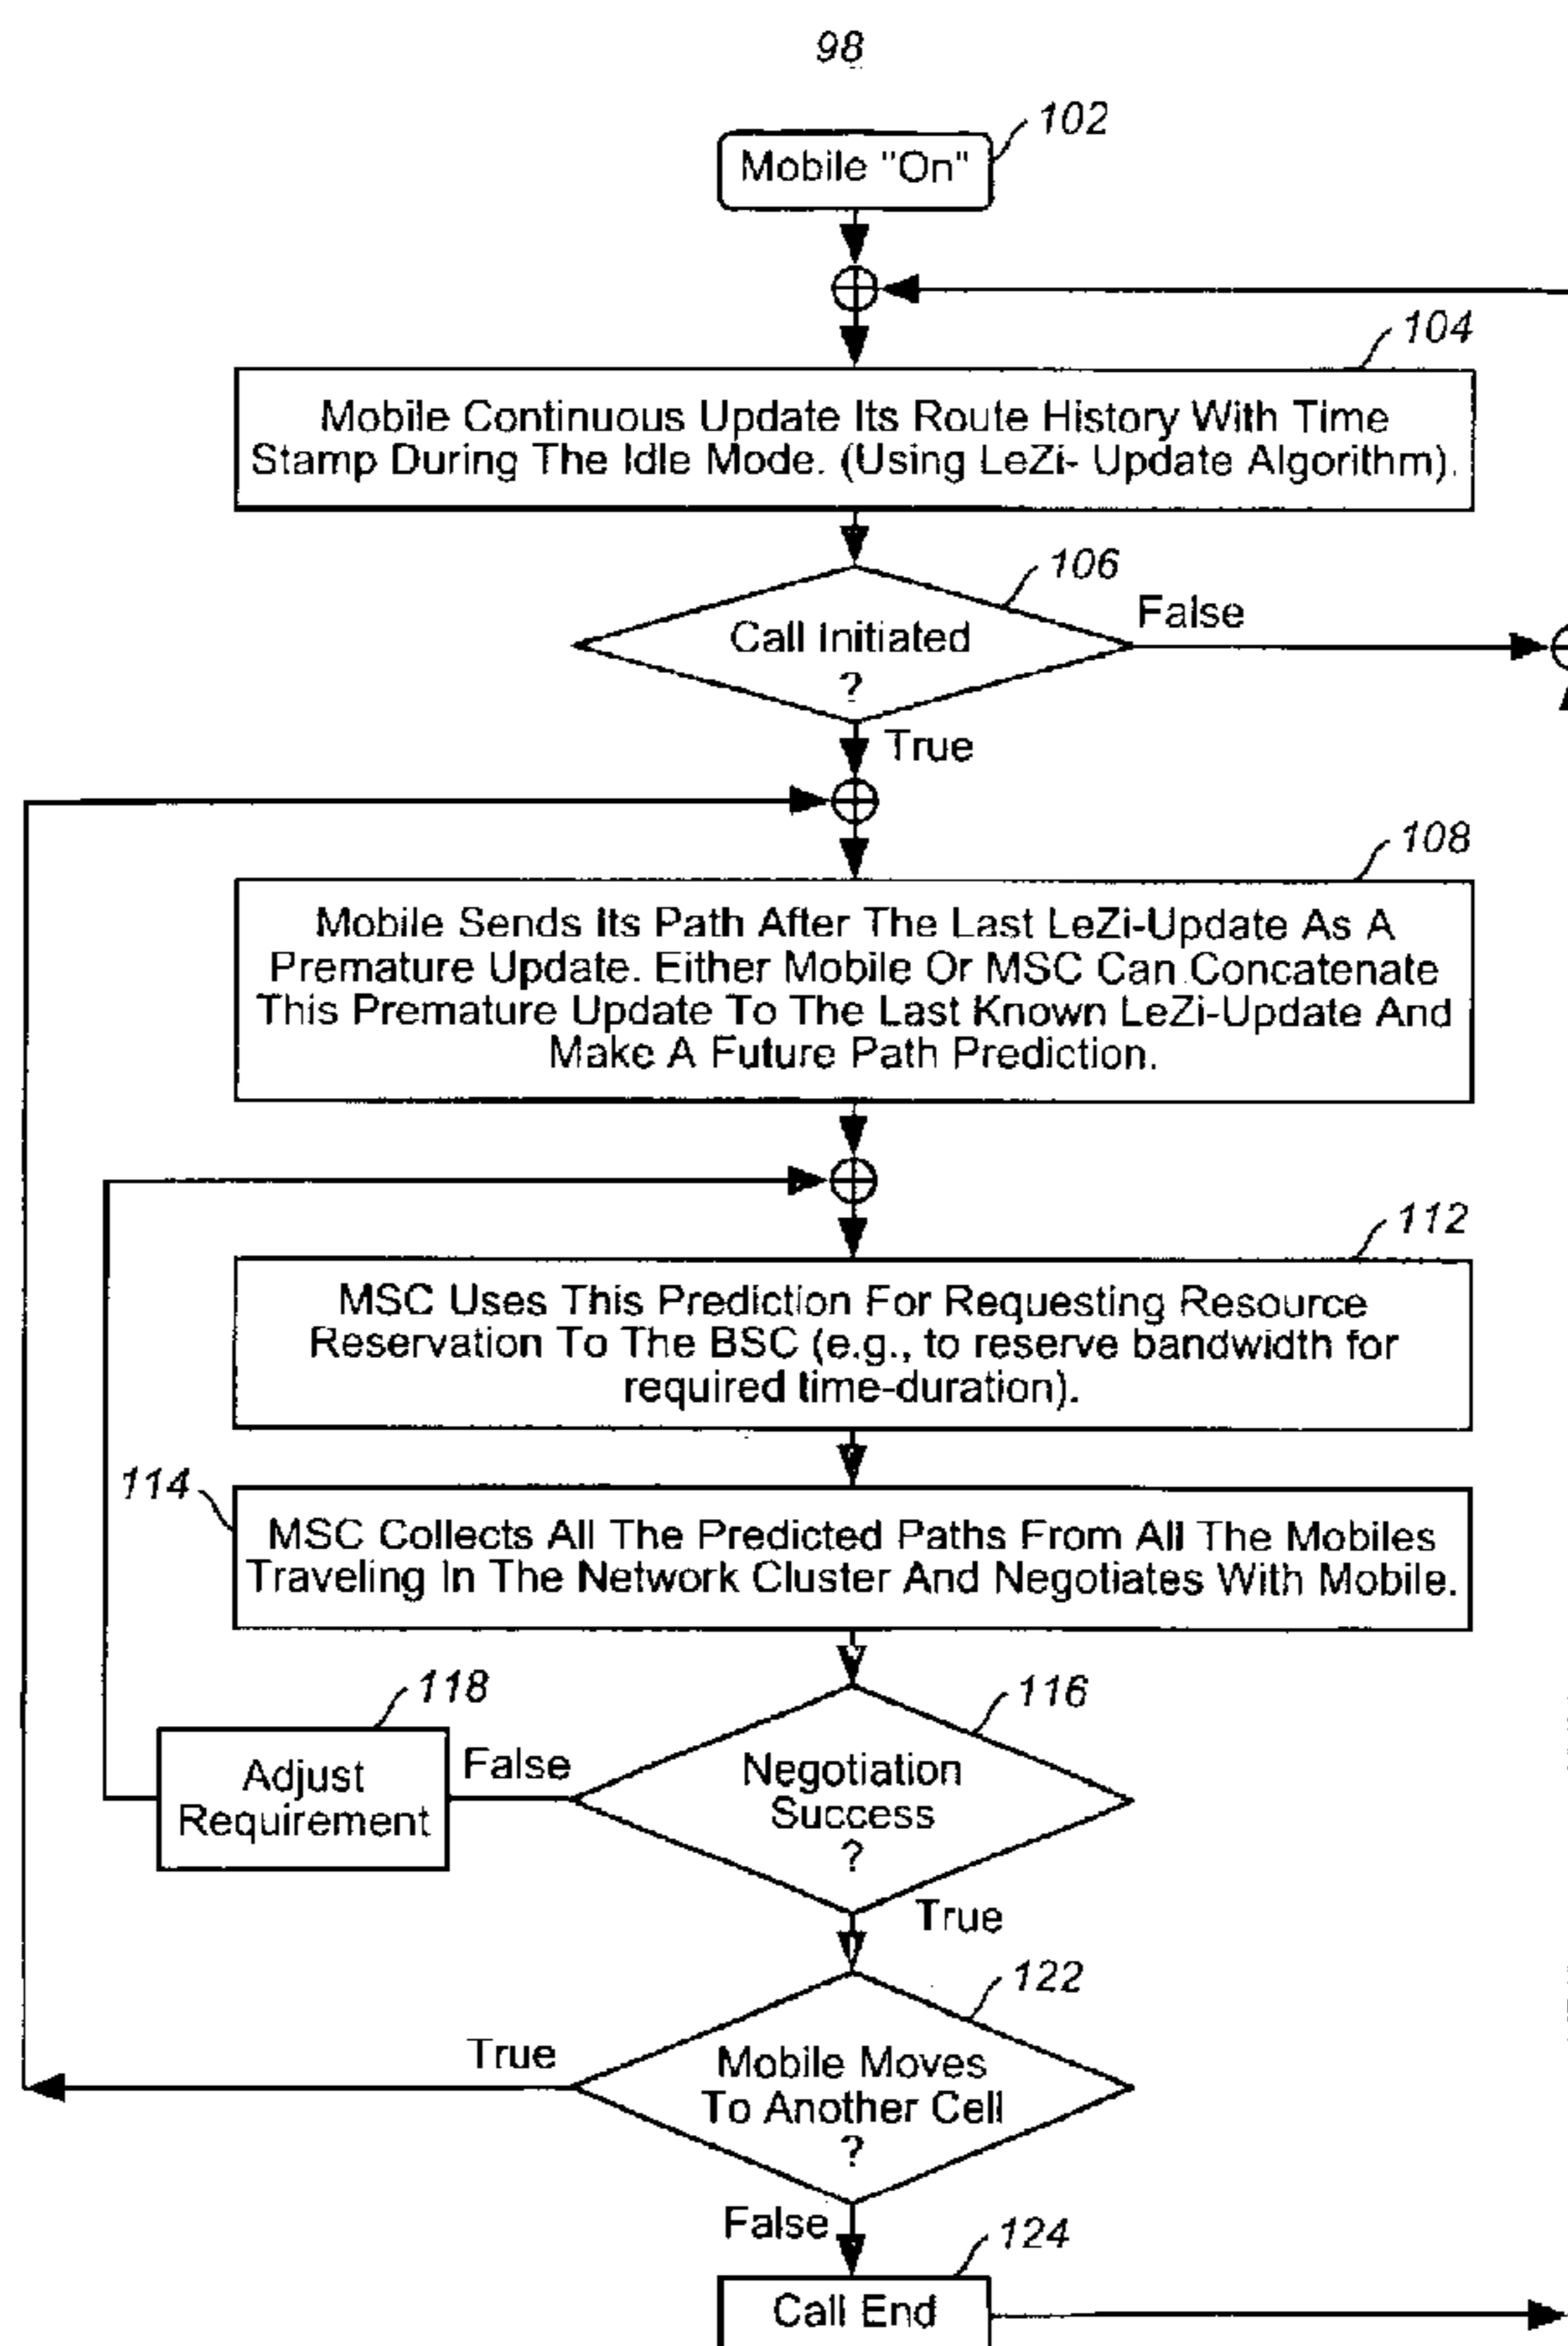 98
102
Mobile "On"
104
Mobile Continuous Update Its Route History With Time
Stamp During The Idle Mode. (Using LeZi- Update Algorithm).
106
Call Initiated
?
False
True
108
Mobile Sends Its Path After The Last LeZi-Update As A
Premature Update. Either Mobile Or MSC Can Concatenate
This Premature Update To The Last Known LeZi-Update And
Make A Future Path Prediction.
112
MSC Uses This Prediction For Requesting Resource
Reservation To The BSC (e.g., to reserve bandwidth for
required time-duration).
114
MSC Collects All The Predicted Paths From All The Mobiles
Traveling In The Network Cluster And Negotiates With Mobile.
118
Adjust
Requirement
False
116
Negotiation
Success
?
True
122
True
Mobile Moves
To Another Cell
?
False
124
Call End